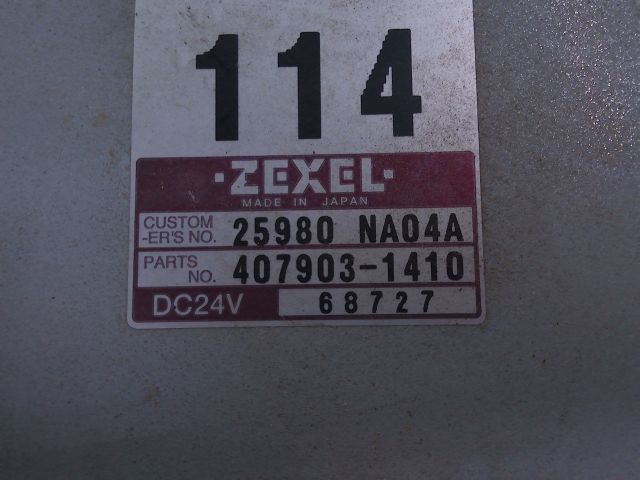 114
·ZEXEL·
MADE IN JAPAN
CUSTOM
-ER'S NO. 25980 NA04A
PARTS
NO. 407903-1410
DC24V 68727